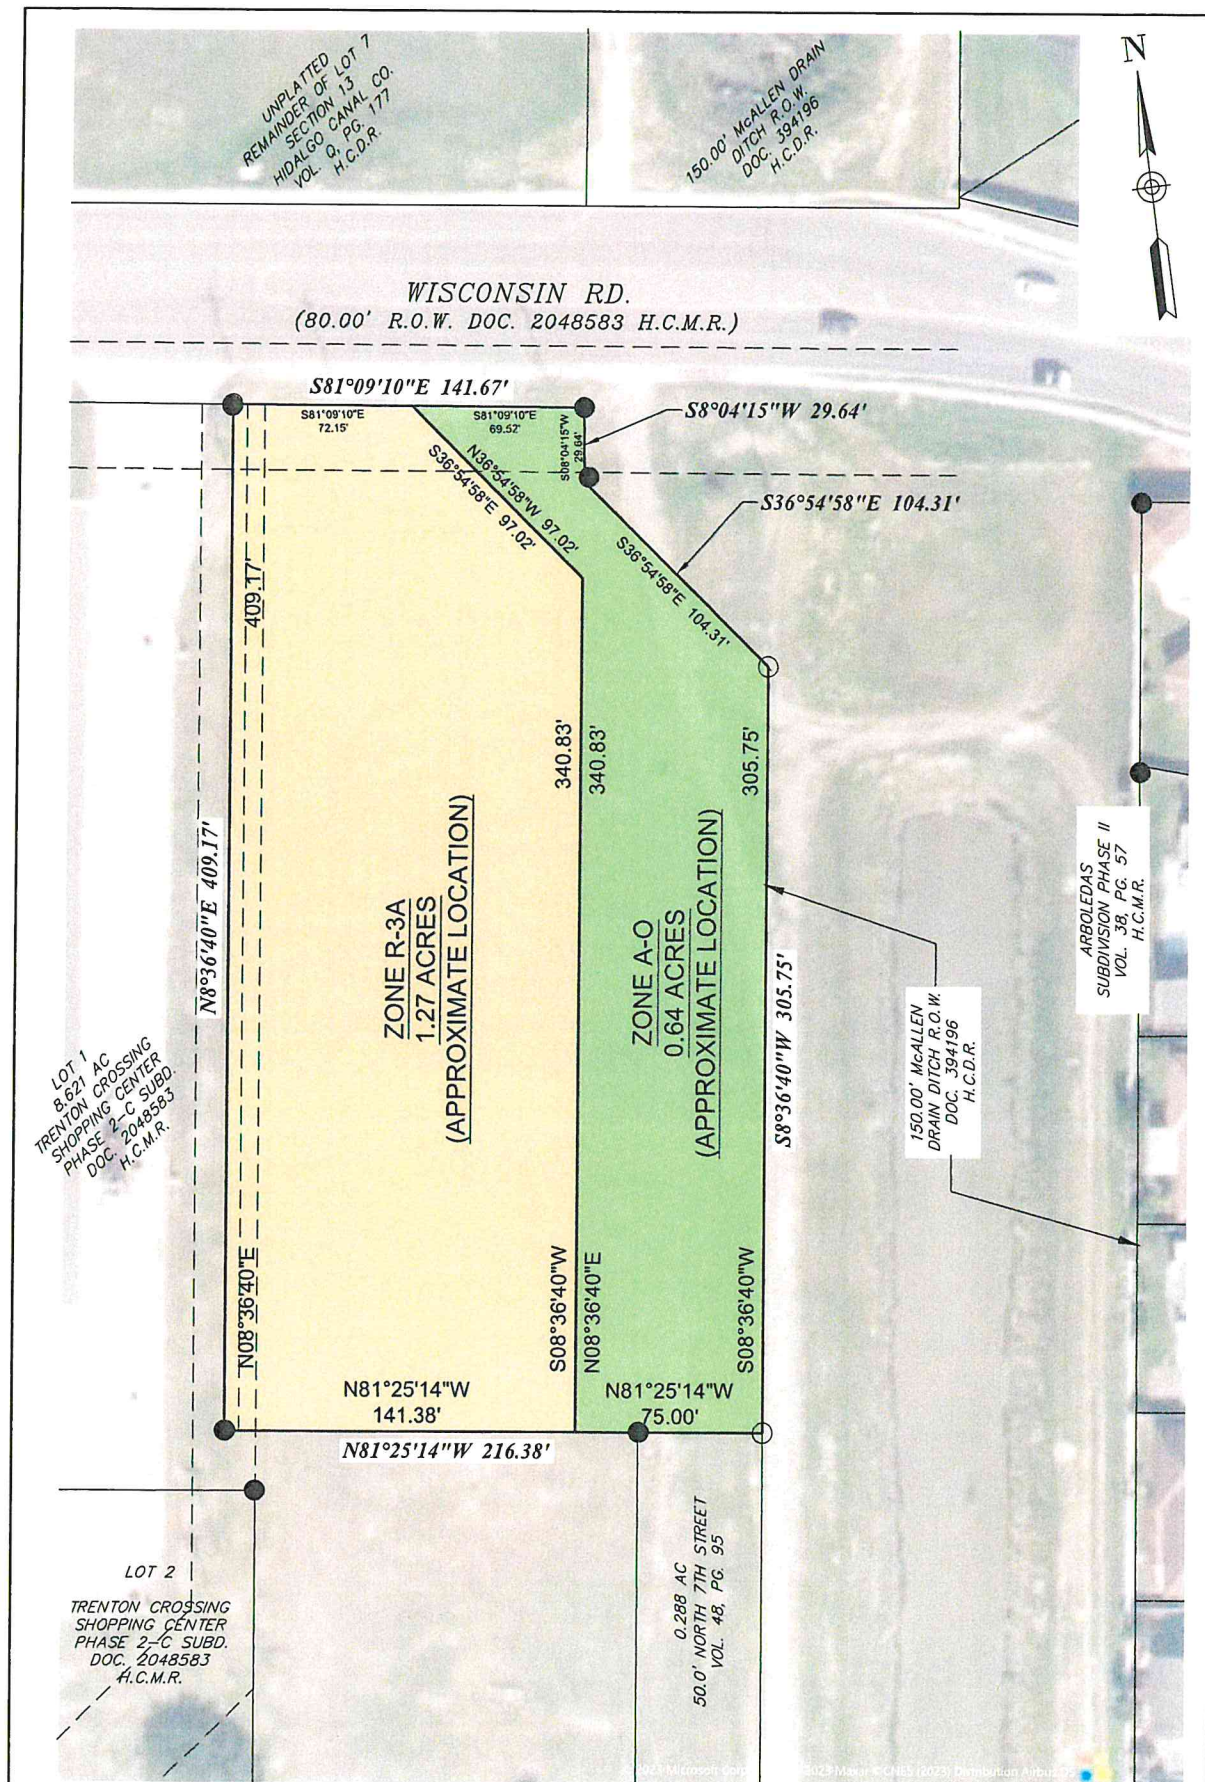 UNPLATTED
REMAINDER OF LOT 7
SECTION 13
HIDALGO CANAL CO.
VOL. Q, PG. 177
H.C.D.R.
150.00' McALLEN DRAIN
DITCH R.O.W.
DOC. 394196
H.C.D.R.
N
WISCONSIN RD.
(80.00' R.O.W. DOC. 2048583 H.C.M.R.)
S81°09'10"E 141.67'
S81°09'10"E
72.15'
S81°09'10"E
69.52'
S08°04'15"W
29.64'
S8°04'15"W 29.64'
N36°54'58"W 97.02'
S36°54'58"E 97.02'
S36°54'58"E 104.31'
S36°54'58"E 104.31'
409.17'
340.83'
340.83'
305.75'
N8°36'40"E 409.17'
ZONE R-3A
1.27 ACRES
(APPROXIMATE LOCATION)
ZONE A-O
0.64 ACRES
(APPROXIMATE LOCATION)
S8°36'40"W 305.75'
ARBOLEDAS
SUBDIVISION PHASE II
VOL. 38, PG. 57
H.C.M.R.
150.00' McALLEN
DRAIN DITCH R.O.W.
DOC. 394196
H.C.D.R.
LOT 1
8.621 AC
TRENTON CROSSING
SHOPPING CENTER
PHASE 2-C SUBD.
DOC. 2048583
H.C.M.R.
N08°36'40"E
S08°36'40"W
N08°36'40"E
S08°36'40"W
N81°25'14"W
141.38'
N81°25'14"W
75.00'
N81°25'14"W 216.38'
LOT 2
TRENTON CROSSING
SHOPPING CENTER
PHASE 2-C SUBD.
DOC. 2048583
H.C.M.R.
0.288 AC
50.0' NORTH 7TH STREET
VOL. 48, PG. 95
2023 Microsoft 2023 Maxar ©CNES (2023) Distribution Airbus DS